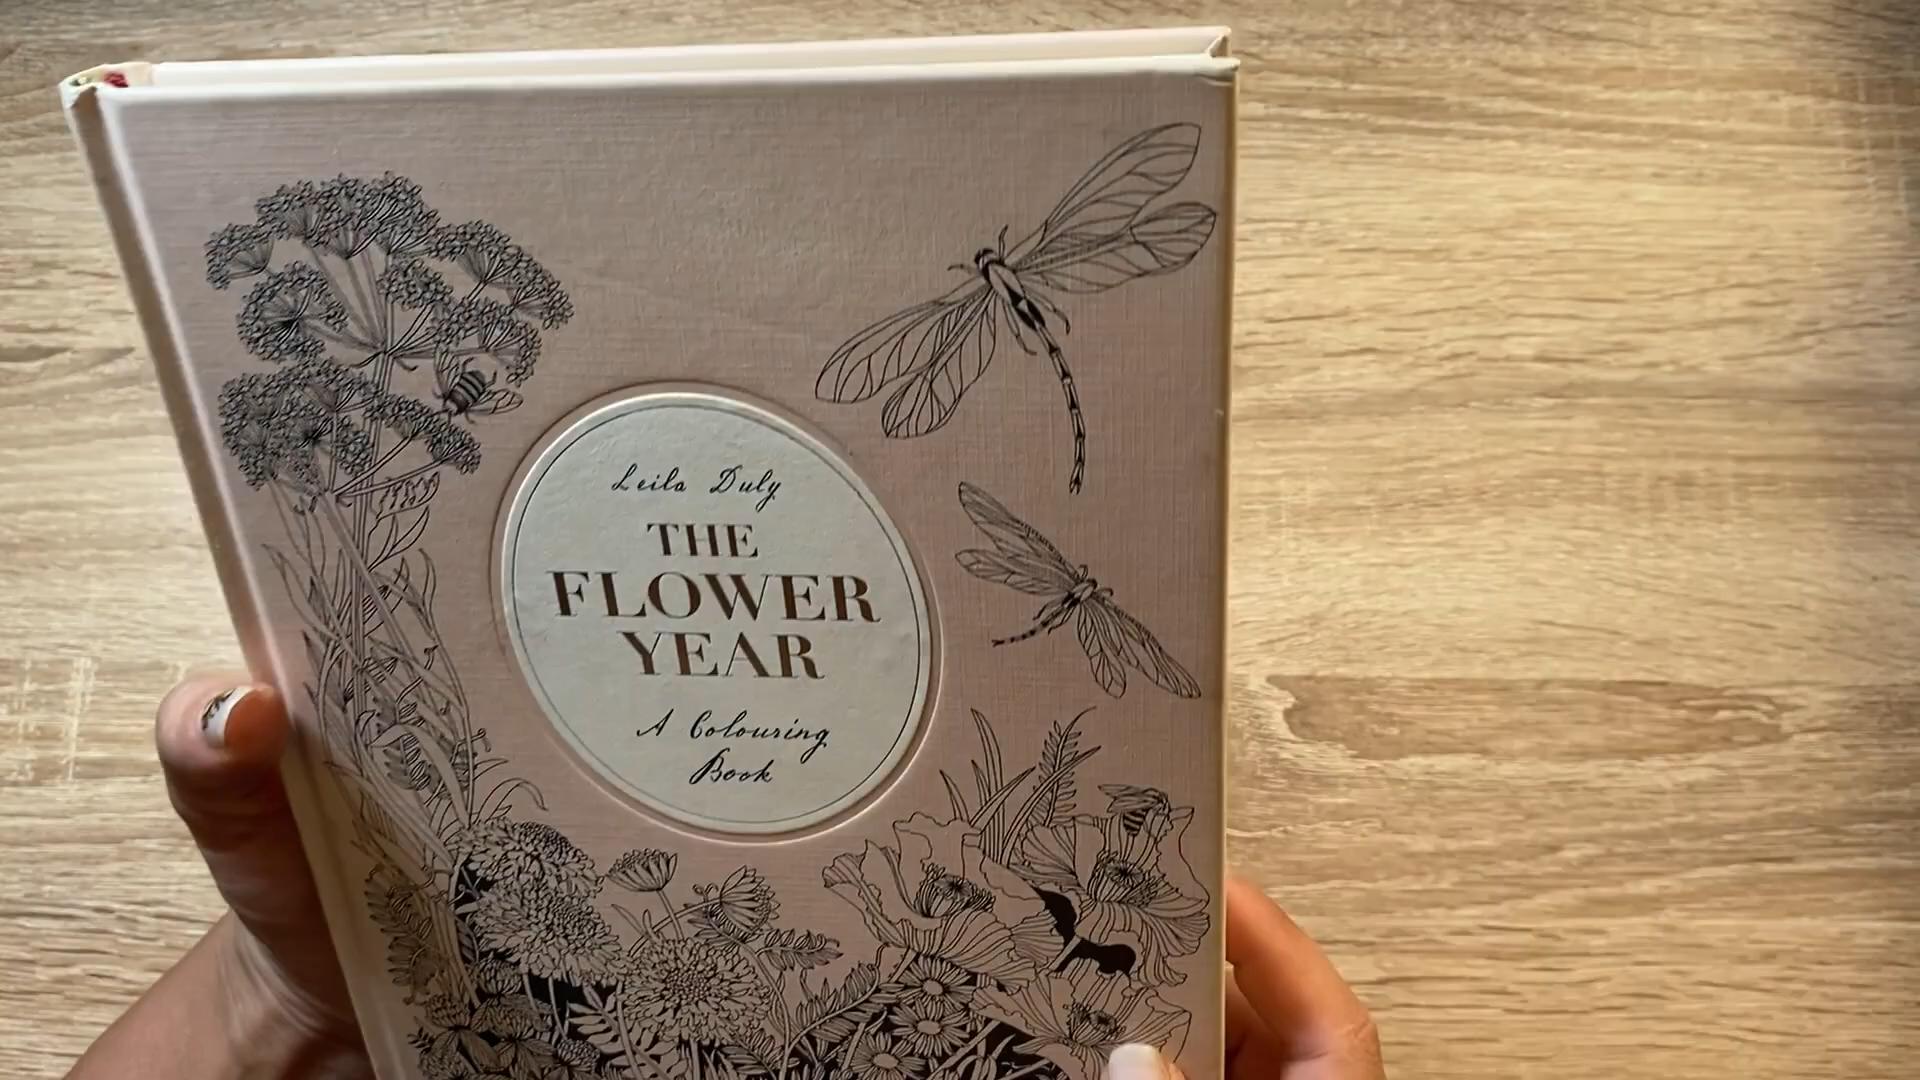 Leila Duly
THE
FLOWER
YEAR
A Colouring
Book